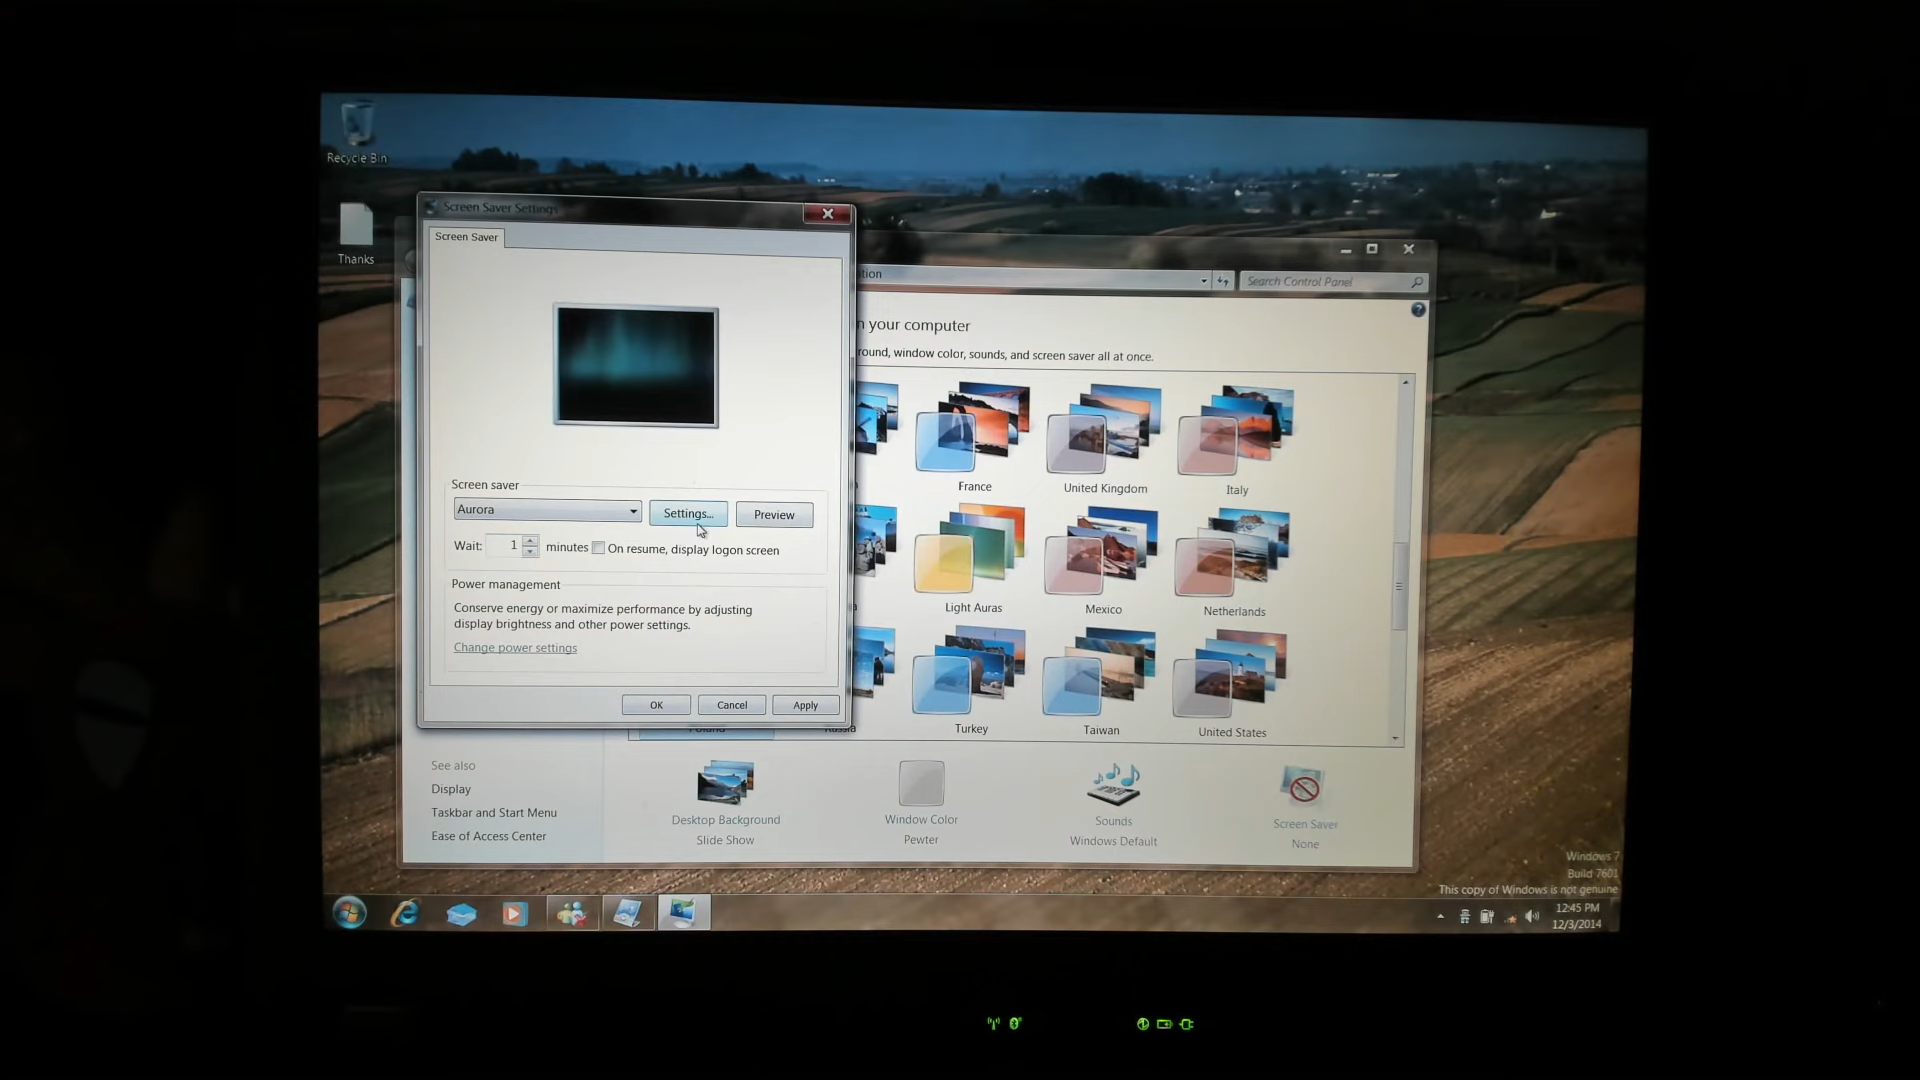 Recycle Bin
Thanks
Screen Saver Settings
Screen Saver
Screen saver
Aurora
Settings...
Preview
Wait:
1
minutes
On resume, display logon screen
Power management
Conserve energy or maximize performance by adjusting
display brightness and other power settings.
Change power settings
OK
Cancel
Apply
Search Control Panel
your computer
window color, sounds, and screen saver all at once.
France
United Kingdom
Italy
Light Auras
Mexico
Netherlands
Poland
Russia
Turkey
Taiwan
United States
See also
Display
Taskbar and Start Menu
Ease of Access Center
Desktop Background
Slide Show
Window Color
Pewter
Sounds
Windows Default
Screen Saver
None
Windows 7
Build 7601
This copy of Windows is not genuine
12:45 PM
12/3/2014